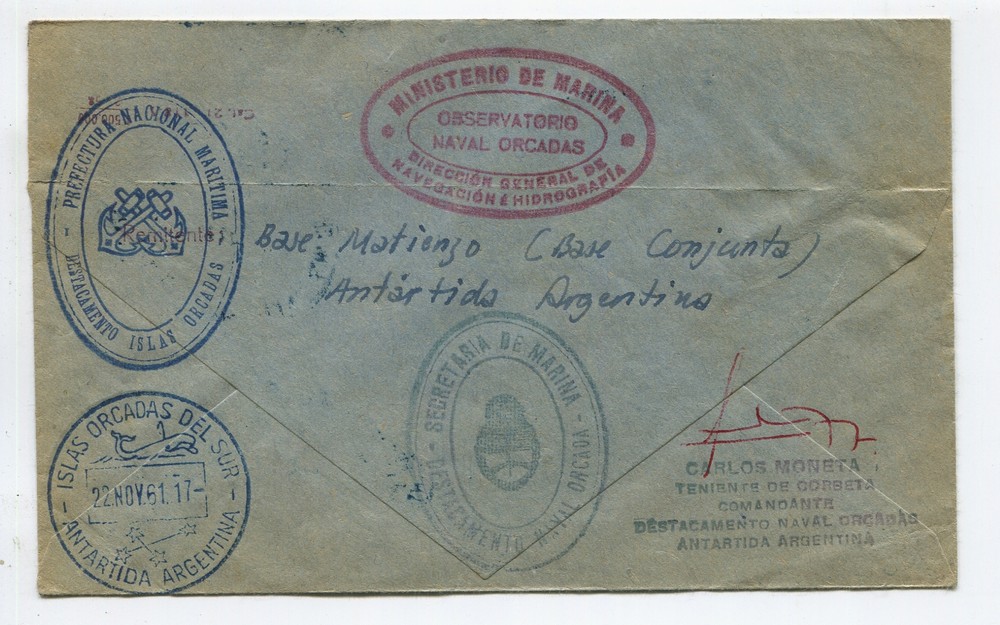 MINISTERIO DE MARINA
OBSERVATORIO
NAVAL ORCADAS
DIRECCIÓN GENERAL DE
NAVEGACIÓN É HIDROGRAFÍA
PREFECTURA NACIONAL MARITIMA
DESTACAMENTO ISLAS ORCADAS
Remitente:
Base Matienzo (Base Conjunta)
Antártida Argentina
SECRETARIA DE MARINA
DESTACAMENTO NAVAL ORCADAS
ISLAS ORCADAS DEL SUR
22.NOV.61.17-
ANTARTIDA ARGENTINA
CARLOS MONETA
TENIENTE DE CORBETA
COMANDANTE
DESTACAMENTO NAVAL ORCADAS
ANTARTIDA ARGENTINA